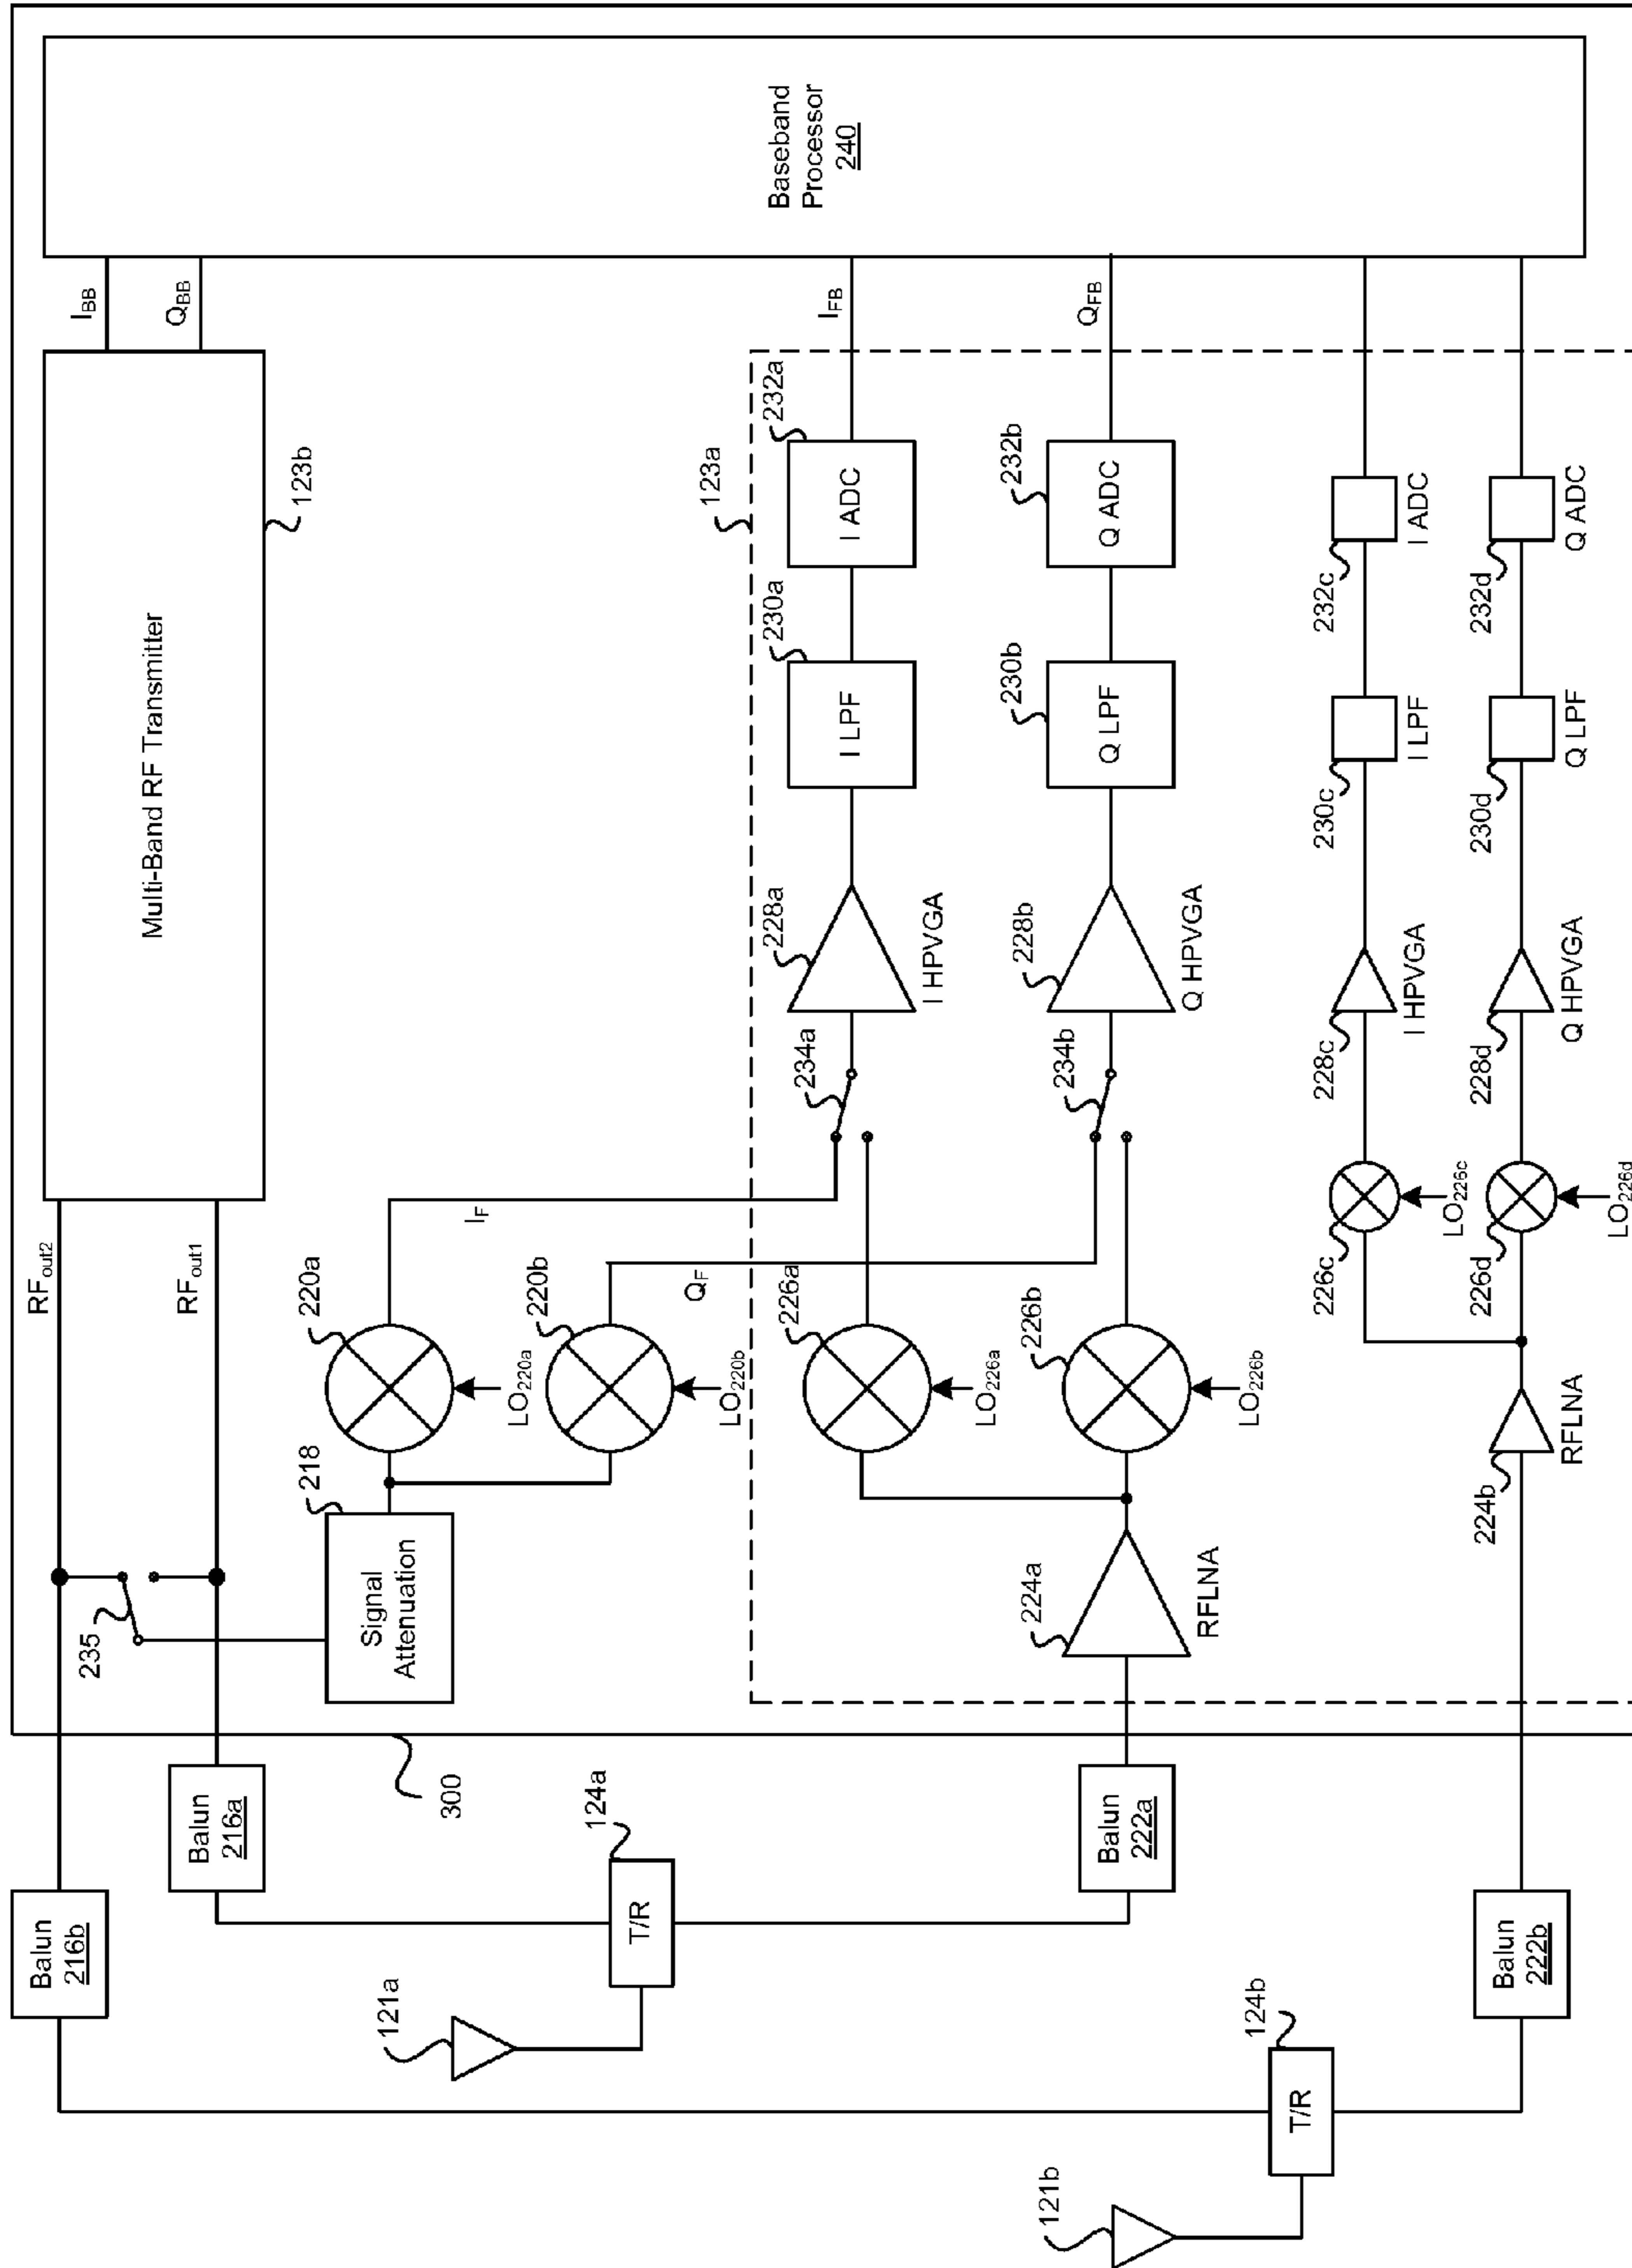 Multi-Band RF Transmitter
123b
RFout2
RFout1
IBB
QBB
Baseband
Processor
240
235
Signal
Attenuation
218
220a
LO220a
220b
LO220b
IF
QF
300
Balun
216b
Balun
216a
121a
T/R
124a
121b
T/R
124b
Balun
222a
Balun
222b
123a
224a
RFLNA
226a
LO226a
226b
LO226b
234a
234b
228a
I HPVGA
228b
Q HPVGA
230a
I LPF
230b
Q LPF
232a
I ADC
232b
Q ADC
IFB
QFB
224b
RFLNA
226c
LO226c
226d
LO226d
228c
I HPVGA
228d
Q HPVGA
230c
I LPF
230d
Q LPF
232c
I ADC
232d
Q ADC